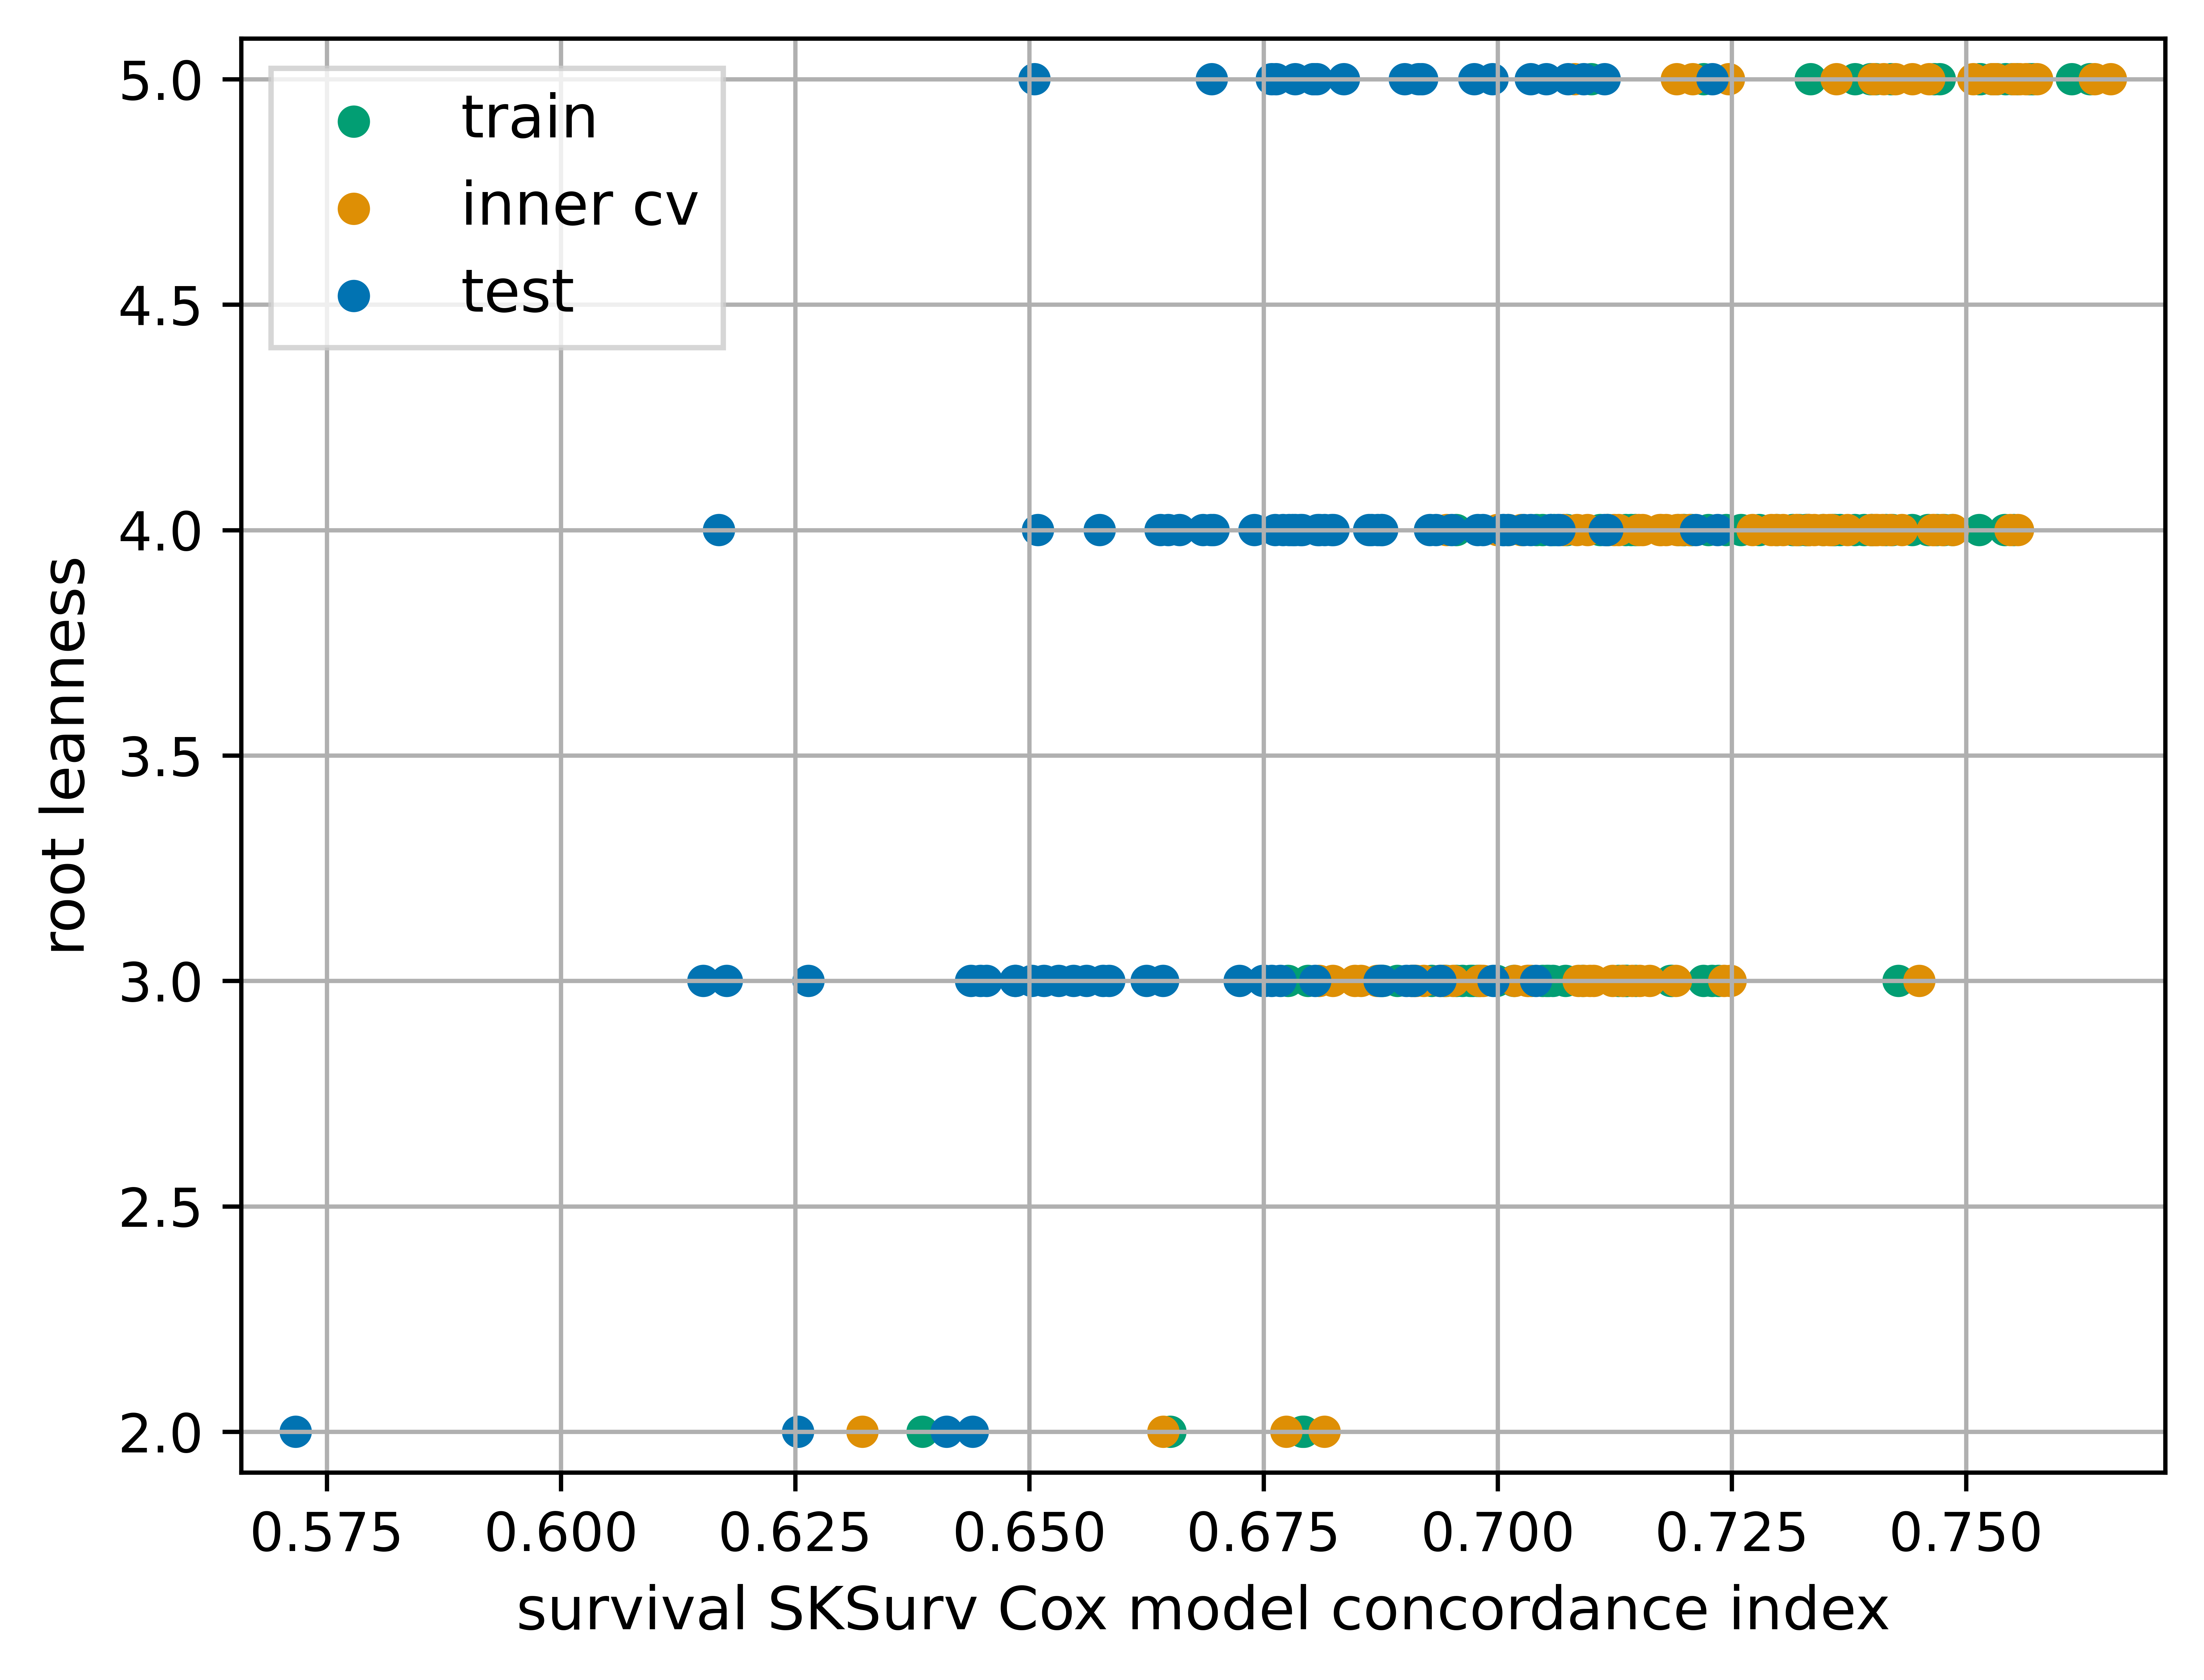 train
inner cv
test
5.0
4.5
4.0
3.5
3.0
2.5
2.0
root leanness
0.575 0.600 0.625 0.650 0.675 0.700 0.725 0.750
survival SKSurv Cox model concordance index